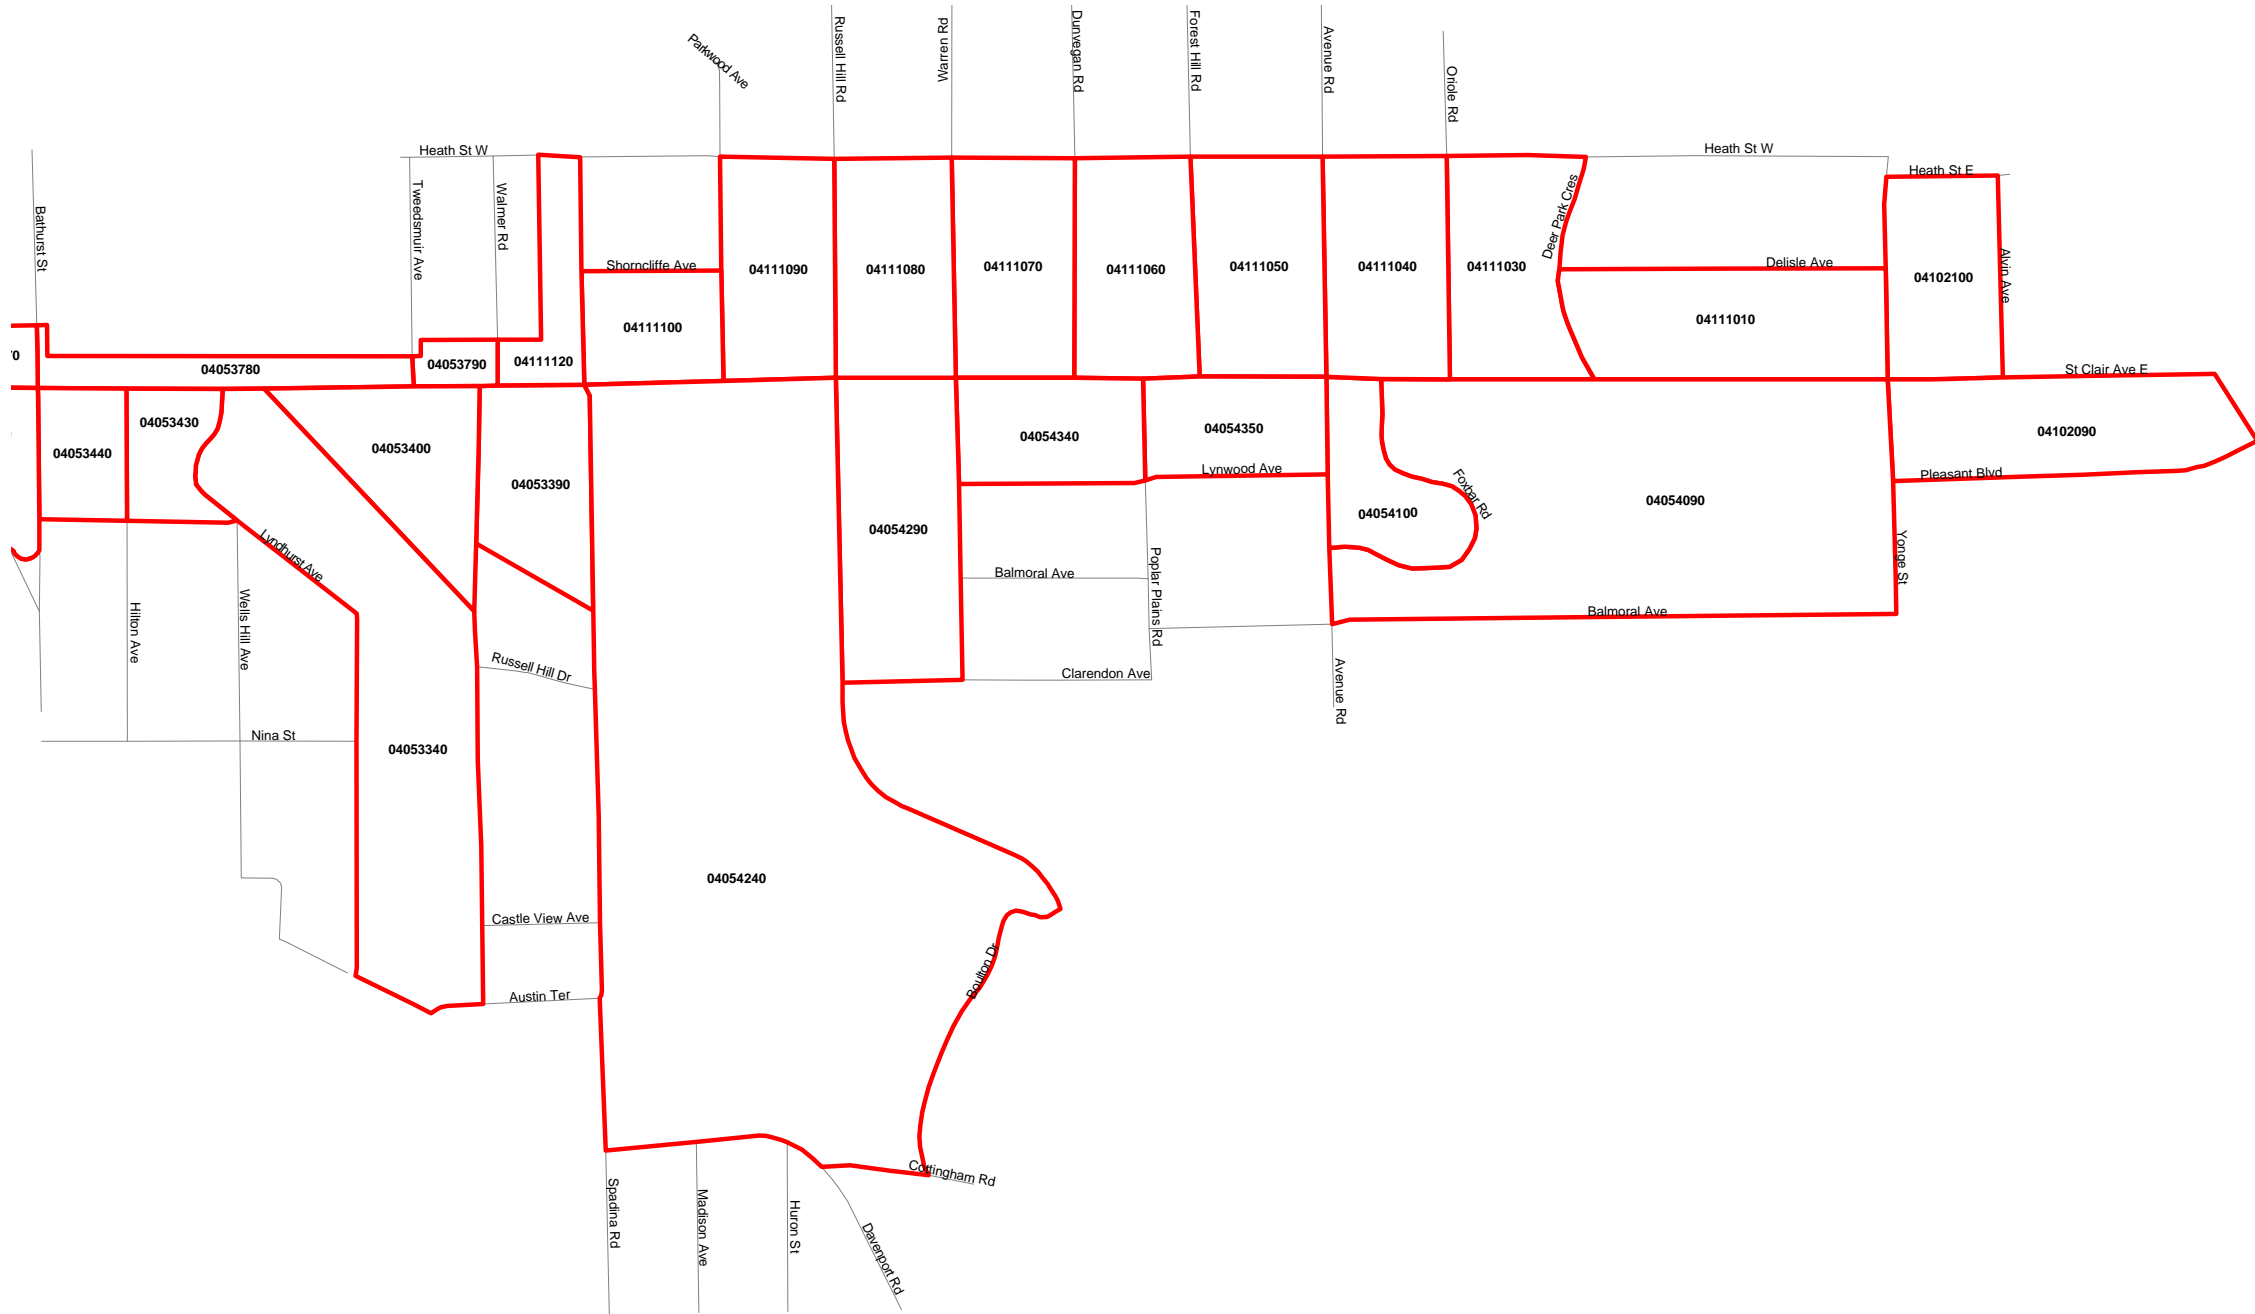 Parkwood Ave
Russell Hill Rd
Warren Rd
Dunvegan Rd
Forest Hill Rd
Avenue Rd
Oriole Rd
Heath St W
Heath St W
Heath St E
Bathurst St
Tweedsmuir Ave
Walmer Rd
Shorncliffe Ave
04111090
04111080
04111070
04111060
04111050
04111040
04111030
Deer Park Cres
Delisle Ave
04102100
Alvin Ave
04111100
04111010
04053780
04053790
04111120
St Clair Ave E
04053440
04053430
04053400
04053390
04054340
04054350
Lynwood Ave
04054290
04054100
Foxbar Rd
04054090
04102090
Pleasant Blvd
Yonge St
Lyndhurst Ave
Hilton Ave
Wells Hill Ave
Balmoral Ave
Poplar Plains Rd
Balmoral Ave
Russell Hill Dr
Clarendon Ave
Avenue Rd
Nina St
04053340
04054240
Castle View Ave
Austin Ter
Boulton Dr
Cottingham Rd
Spadina Rd
Madison Ave
Huron St
Davenport Rd